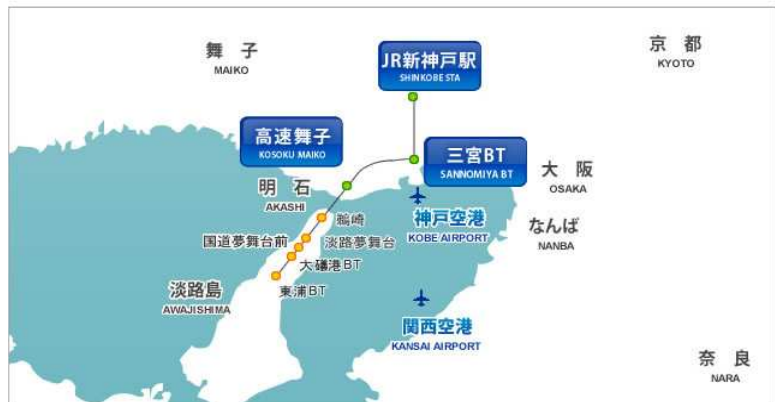 舞 子
MAIKO
JR新神戸駅
SHINKOBE STA
京 都
KYOTO
高速舞子
KOSOKU MAIKO
三宮BT
SANNOMIYA BT
大 阪
OSAKA
明 石
AKASHI
神戸空港
KOBE AIRPORT
なんば
NANBA
鵜崎
国道夢舞台前
淡路夢舞台
大磯港BT
東浦BT
淡路島
AWAJISHIMA
関西空港
KANSAI AIRPORT
奈 良
NARA